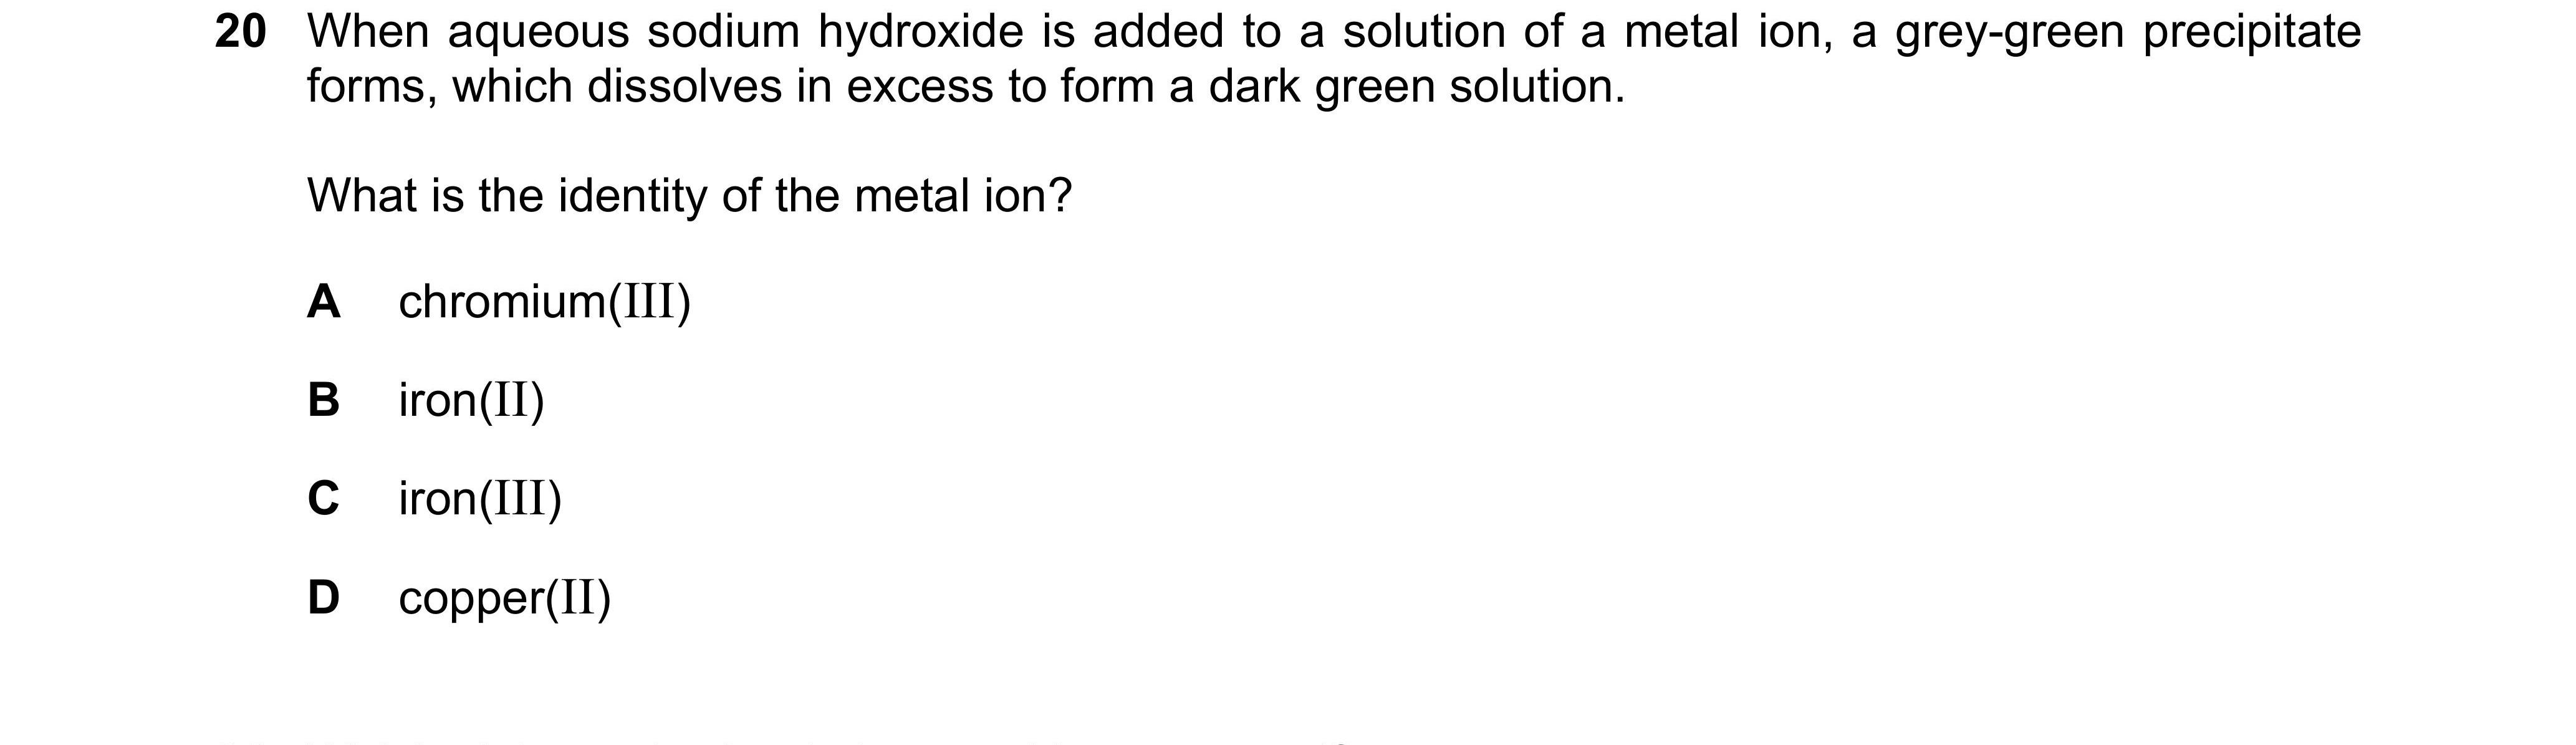 20 When aqueous sodium hydroxide is added to a solution of a metal ion, a grey-green precipitate
forms, which dissolves in excess to form a dark green solution.
What is the identity of the metal ion?
A chromium(III)
B iron(II)
C iron(III)
D copper(II)